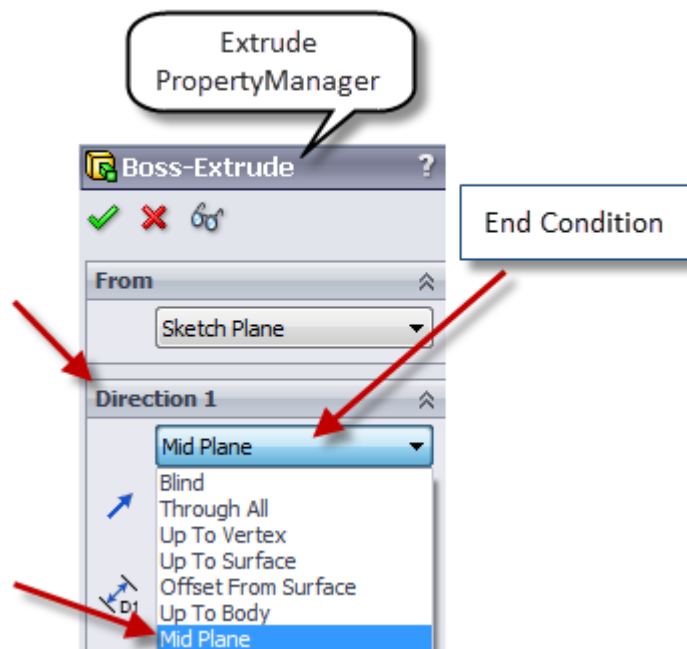 Extrude
PropertyManager
Boss-Extrude ?
End Condition
From
Sketch Plane
Direction 1
Mid Plane
Blind
Through All
Up To Vertex
Up To Surface
Offset From Surface
D1
Up To Body
Mid Plane